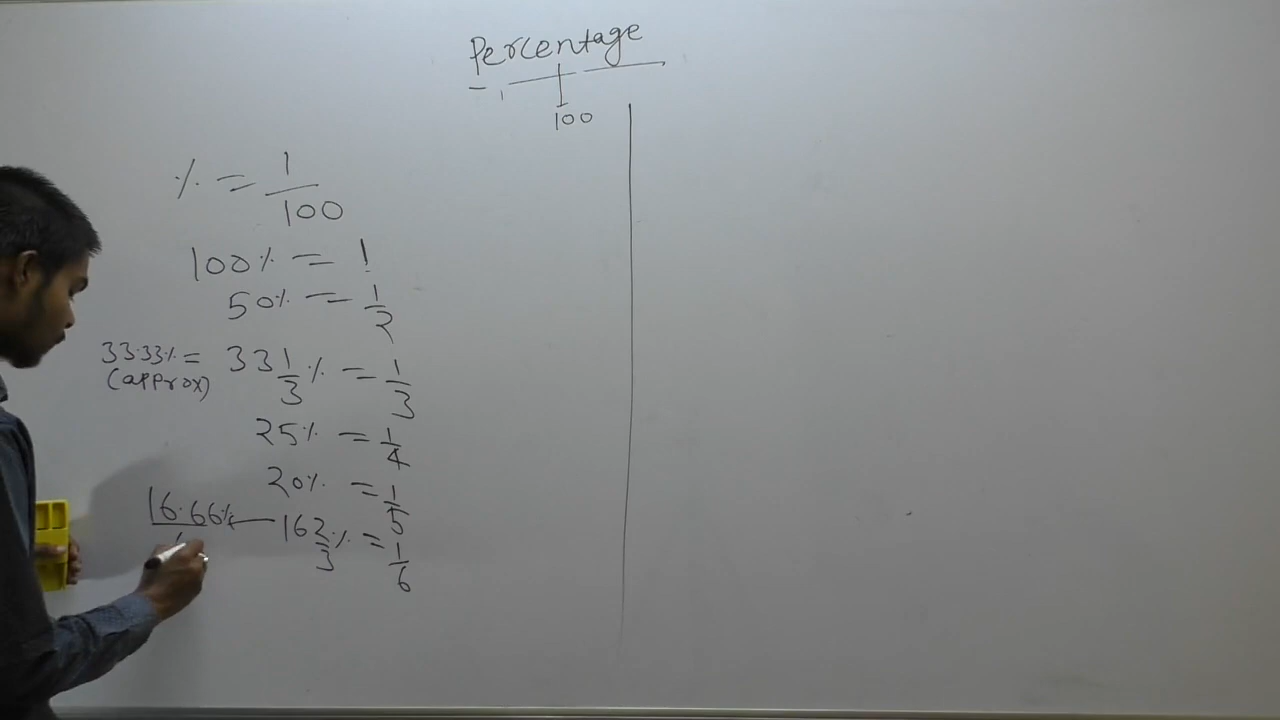 Percentage
100
% = 1/100
100% = 1
50% = 1/2
33.33% = 33 1/3 % = 1/3
(approx)
25% = 1/4
20% = 1/5
16.66% ← 16 2/3 % = 1/6